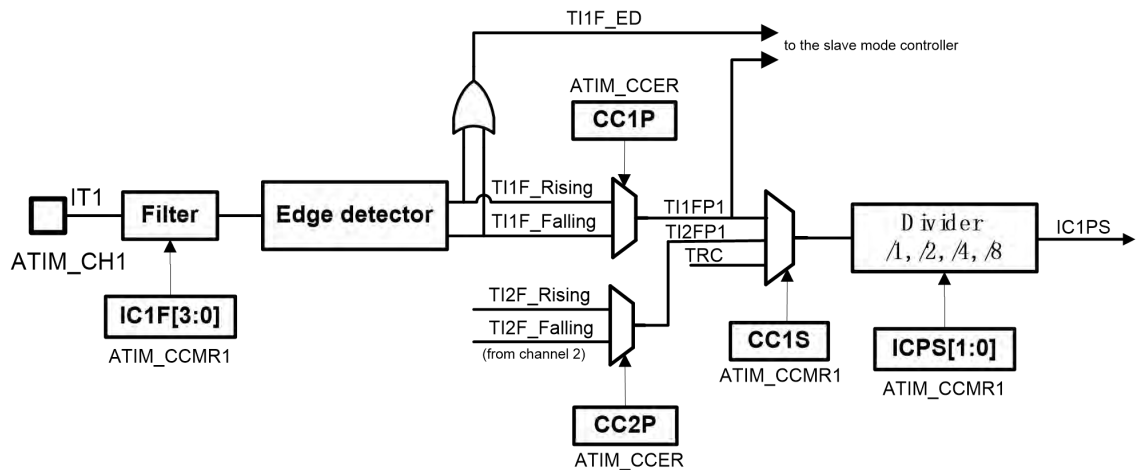 TI1F_ED
to the slave mode controller
ATIM_CCER
CC1P
IT1
Filter
Edge detector
TI1F_Rising
TI1F_Falling
TI1FP1
TI2FP1
TRC
Divider
/1, /2, /4, /8
IC1PS
ATIM_CH1
IC1F[3:0]
ATIM_CCMR1
TI2F_Rising
TI2F_Falling
(from channel 2)
CC1S
ATIM_CCMR1
ICPS[1:0]
ATIM_CCMR1
CC2P
ATIM_CCER